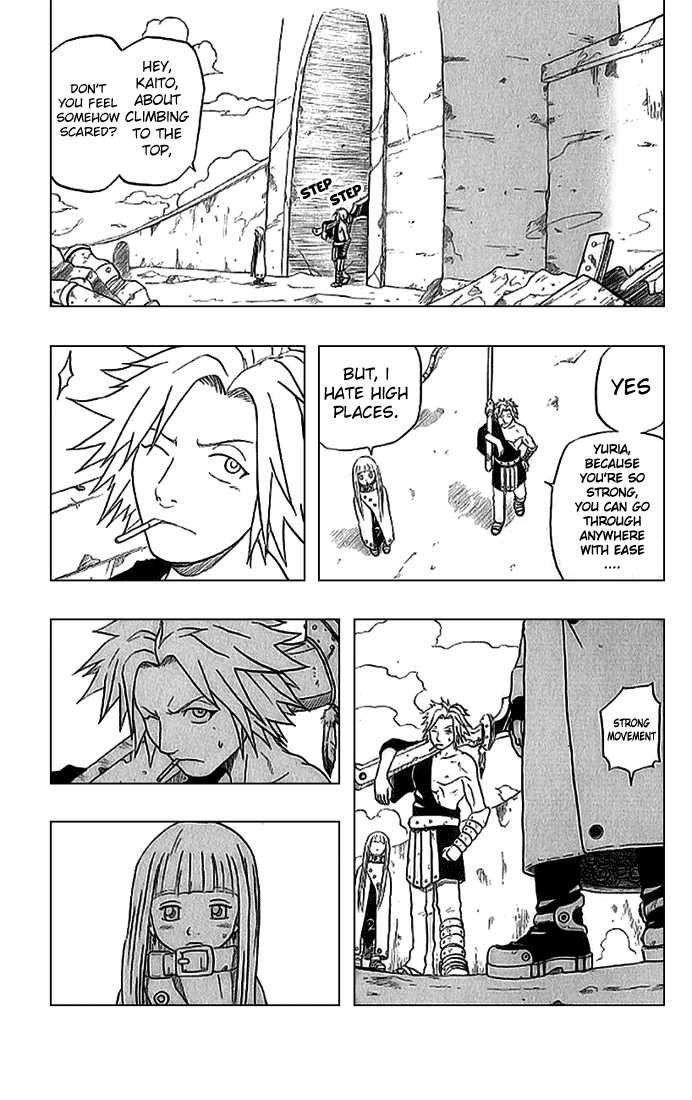 HEY,
KAITO,
ABOUT
CLIMBING
TO THE
TOP,
DON'T
YOU FEEL
SOMEHOW
SCARED?
STEP
STEP
YES
YURIA,
BECAUSE
YOU'RE SO
STRONG,
YOU CAN GO
THROUGH
ANYWHERE
WITH EASE
....
BUT, I
HATE HIGH
PLACES.
STRONG
MOVEMENT
2